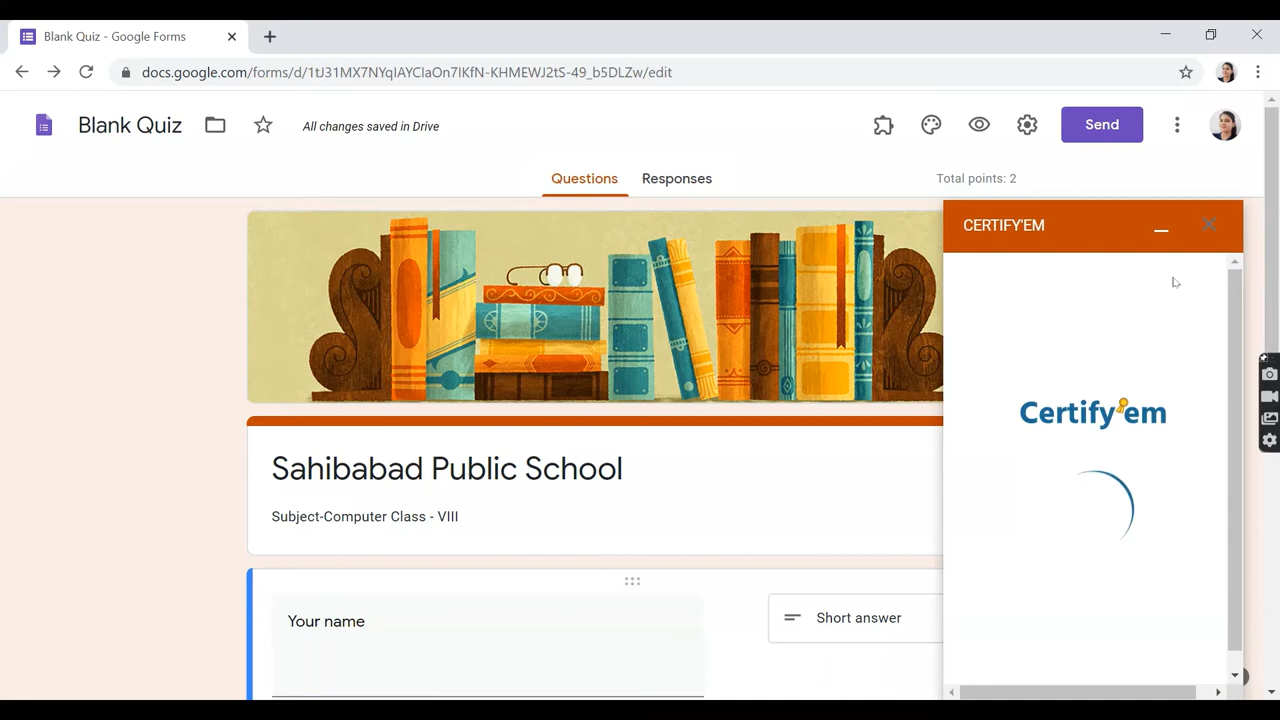 Blank Quiz - Google Forms
docs.google.com/forms/d/1tJ31MX7NYqIAYCIaOn7IKfN-KHMEWJ2tS-49_b5DLZw/edit
Blank Quiz
All changes saved in Drive
Send
Questions
Responses
Total points: 2
CERTIFY'EM
Certify'em
Sahibabad Public School
Subject-Computer Class - VIII
Your name
Short answer